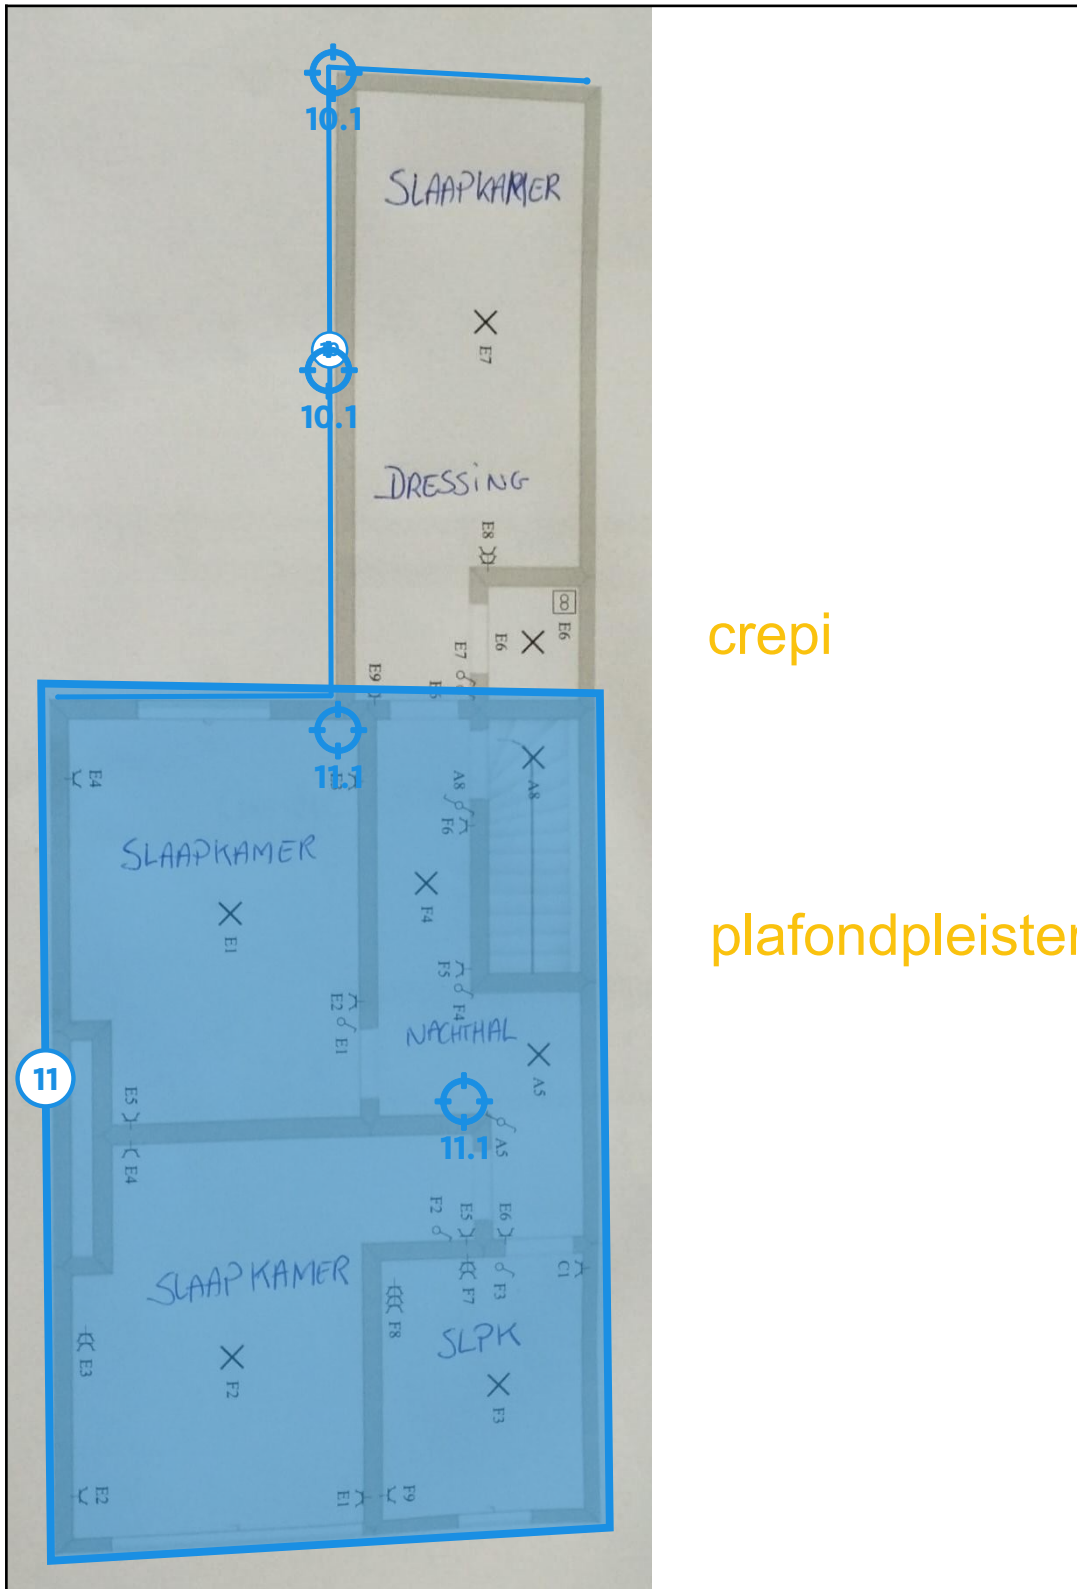 10.1
SLAAPKAMER
E7
10.1
DRESSING
E8
E6
E6
E7
E9
crepi
11.1
E4
A8
A8
F6
SLAAPKAMER
F4
E1
plafondpleister
F5
F4
E2
E1
NACHTHAL
A5
11
E5
11.1
A5
E4
F2
E5
E6
SLAAPKAMER
F7
F3
C1
F8
E3
SLPK
F2
F3
E2
E1
F9